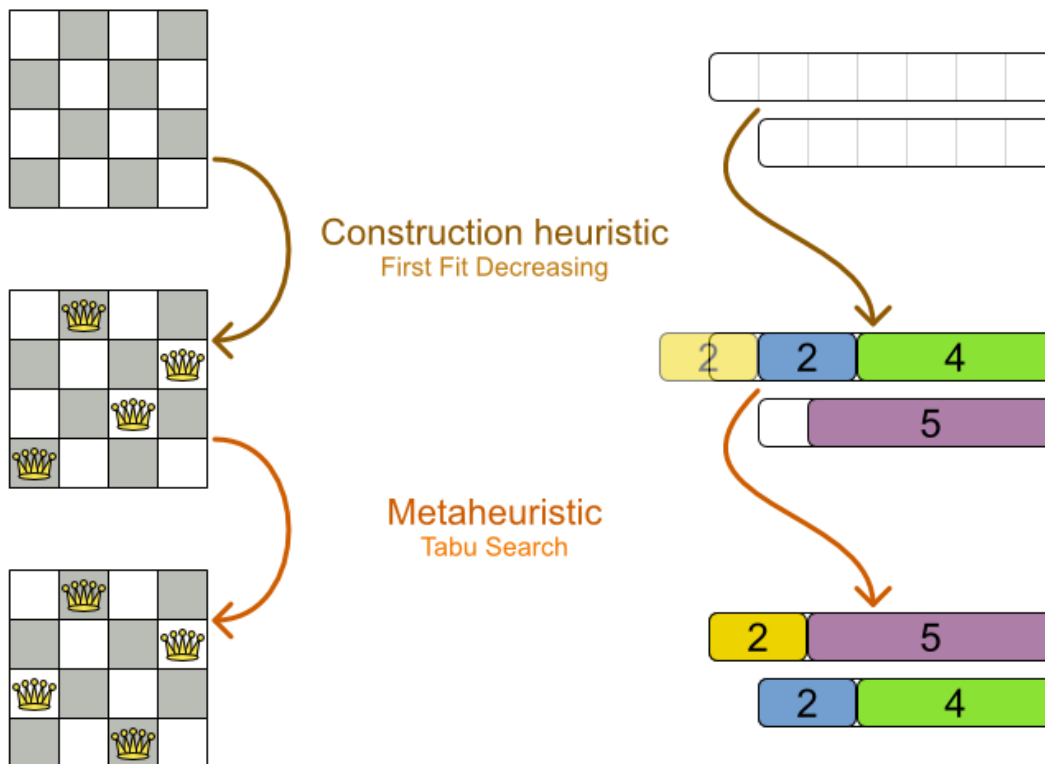 Construction heuristic
First Fit Decreasing
2 2 4
5
Metaheuristic
Tabu Search
2 5
2 4